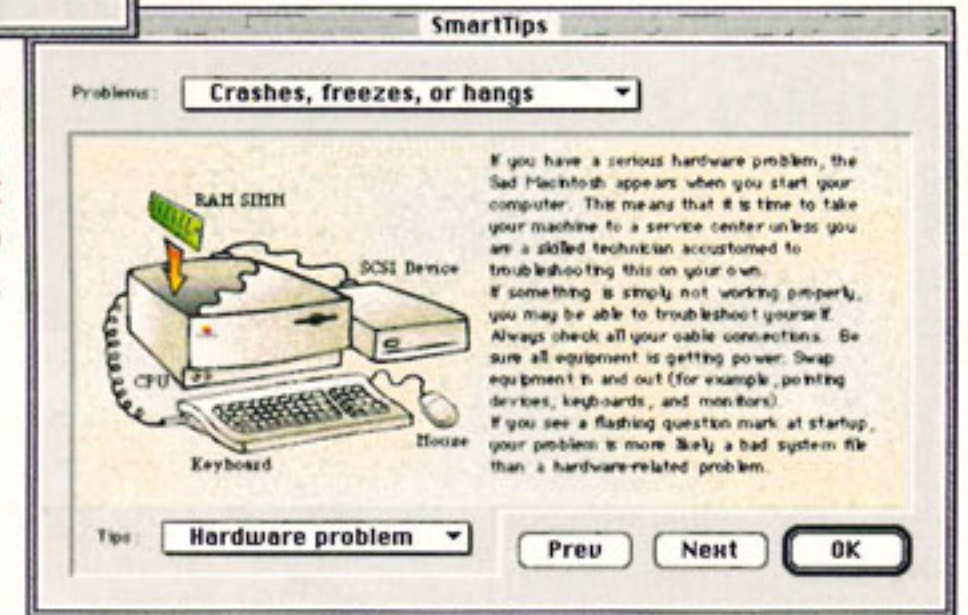 SmartTips
Problems: Crashes, freezes, or hangs
RAM SIMM
SCSI Device
CPU
Keyboard
Mouse
If you have a serious hardware problem, the
Sad Macintosh appears when you start your
computer. This means that it is time to take
your machine to a service center unless you
are a skilled technician accustomed to
troubleshooting this on your own.
If something is simply not working properly,
you may be able to troubleshoot yourself.
Always check all your cable connections. Be
sure all equipment is getting power. Swap
equipment in and out (for example, pointing
devices, keyboards, and monitors).
If you see a flashing question mark at startup,
your problem is more likely a bad system file
than a hardware-related problem.
Tips: Hardware problem
Prev
Next
OK